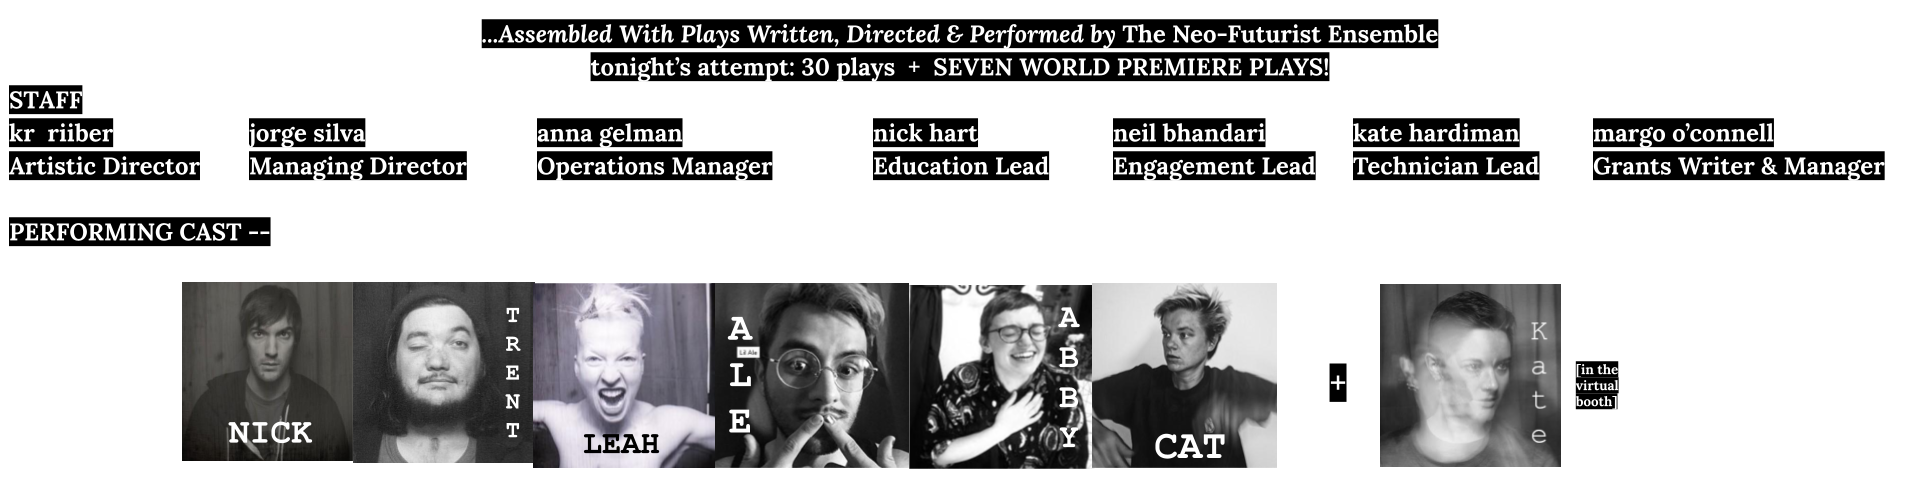 ...Assembled With Plays Written, Directed & Performed by The Neo-Futurist Ensemble
tonight's attempt: 30 plays + SEVEN WORLD PREMIERE PLAYS!
STAFF
kr riiber jorge silva anna gelman nick hart neil bhandari kate hardiman margo o'connell
Artistic Director Managing Director Operations Manager Education Lead Engagement Lead Technician Lead Grants Writer & Manager
PERFORMING CAST --
NICK
TRENT
LEAH
ALE
Lil Ale
ABBY
CAT
+
Kate
[in the
virtual
booth]